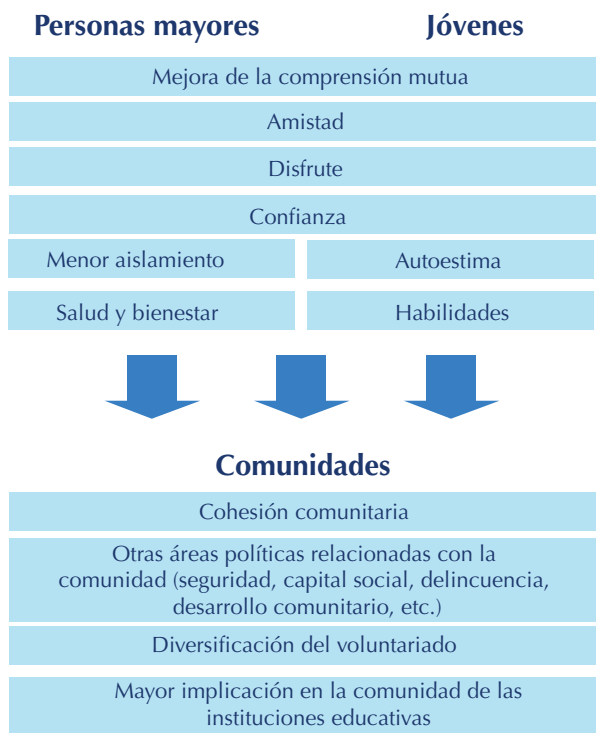 Personas mayores Jóvenes
Mejora de la comprensión mutua
Amistad
Disfrute
Confianza
Menor aislamiento Autoestima
Salud y bienestar Habilidades
Comunidades
Cohesión comunitaria
Otras áreas políticas relacionadas con la
comunidad (seguridad, capital social, delincuencia,
desarrollo comunitario, etc.)
Diversificación del voluntariado
Mayor implicación en la comunidad de las
instituciones educativas